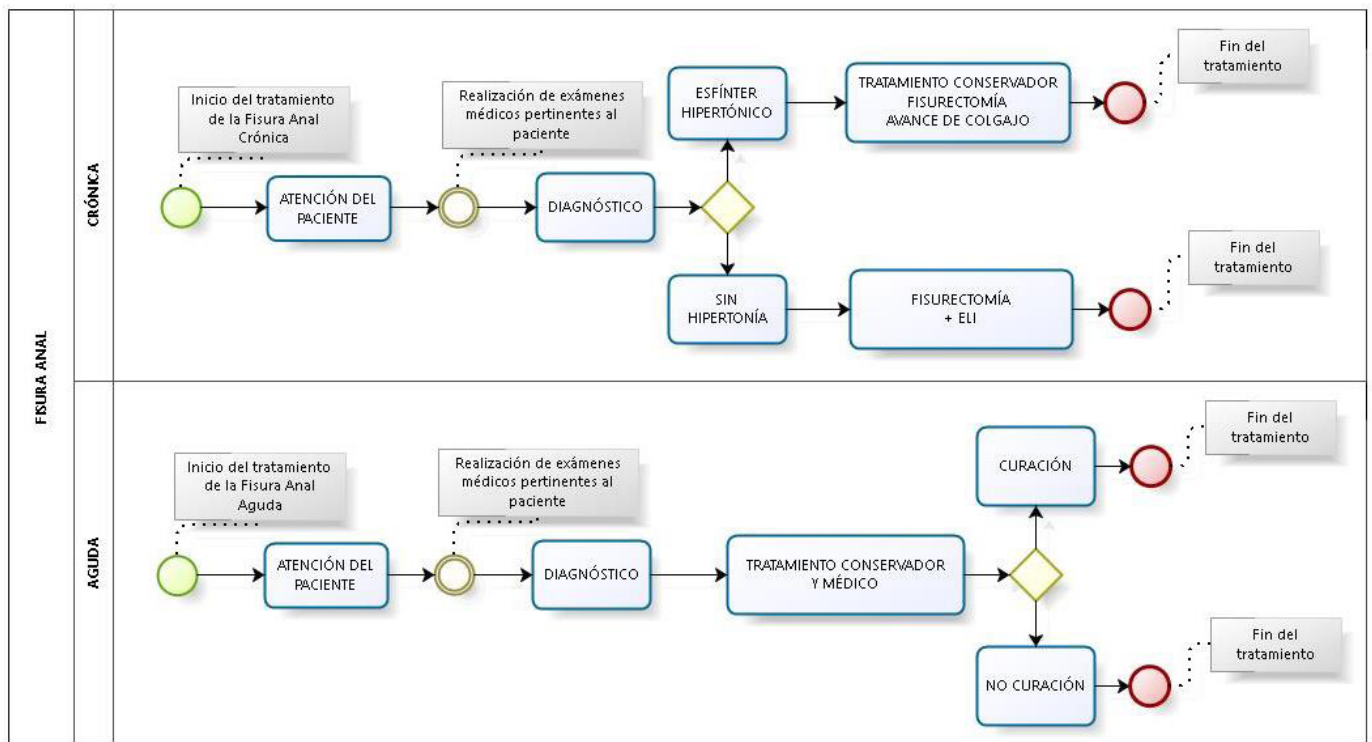 FISURA ANAL
CRÓNICA
Inicio del tratamiento
de la Fisura Anal
Crónica
ATENCIÓN DEL
PACIENTE
Realización de exámenes
médicos pertinentes al
paciente
DIAGNÓSTICO
ESFÍNTER
HIPERTÓNICO
TRATAMIENTO CONSERVADOR
FISURECTOMÍA
AVANCE DE COLGAJO
Fin del
tratamiento
SIN
HIPERTONÍA
FISURECTOMÍA
+ ELI
Fin del
tratamiento
AGUDA
Inicio del tratamiento
de la Fisura Anal
Aguda
ATENCIÓN DEL
PACIENTE
Realización de exámenes
médicos pertinentes al
paciente
DIAGNÓSTICO
TRATAMIENTO CONSERVADOR
Y MÉDICO
CURACIÓN
Fin del
tratamiento
NO CURACIÓN
Fin del
tratamiento